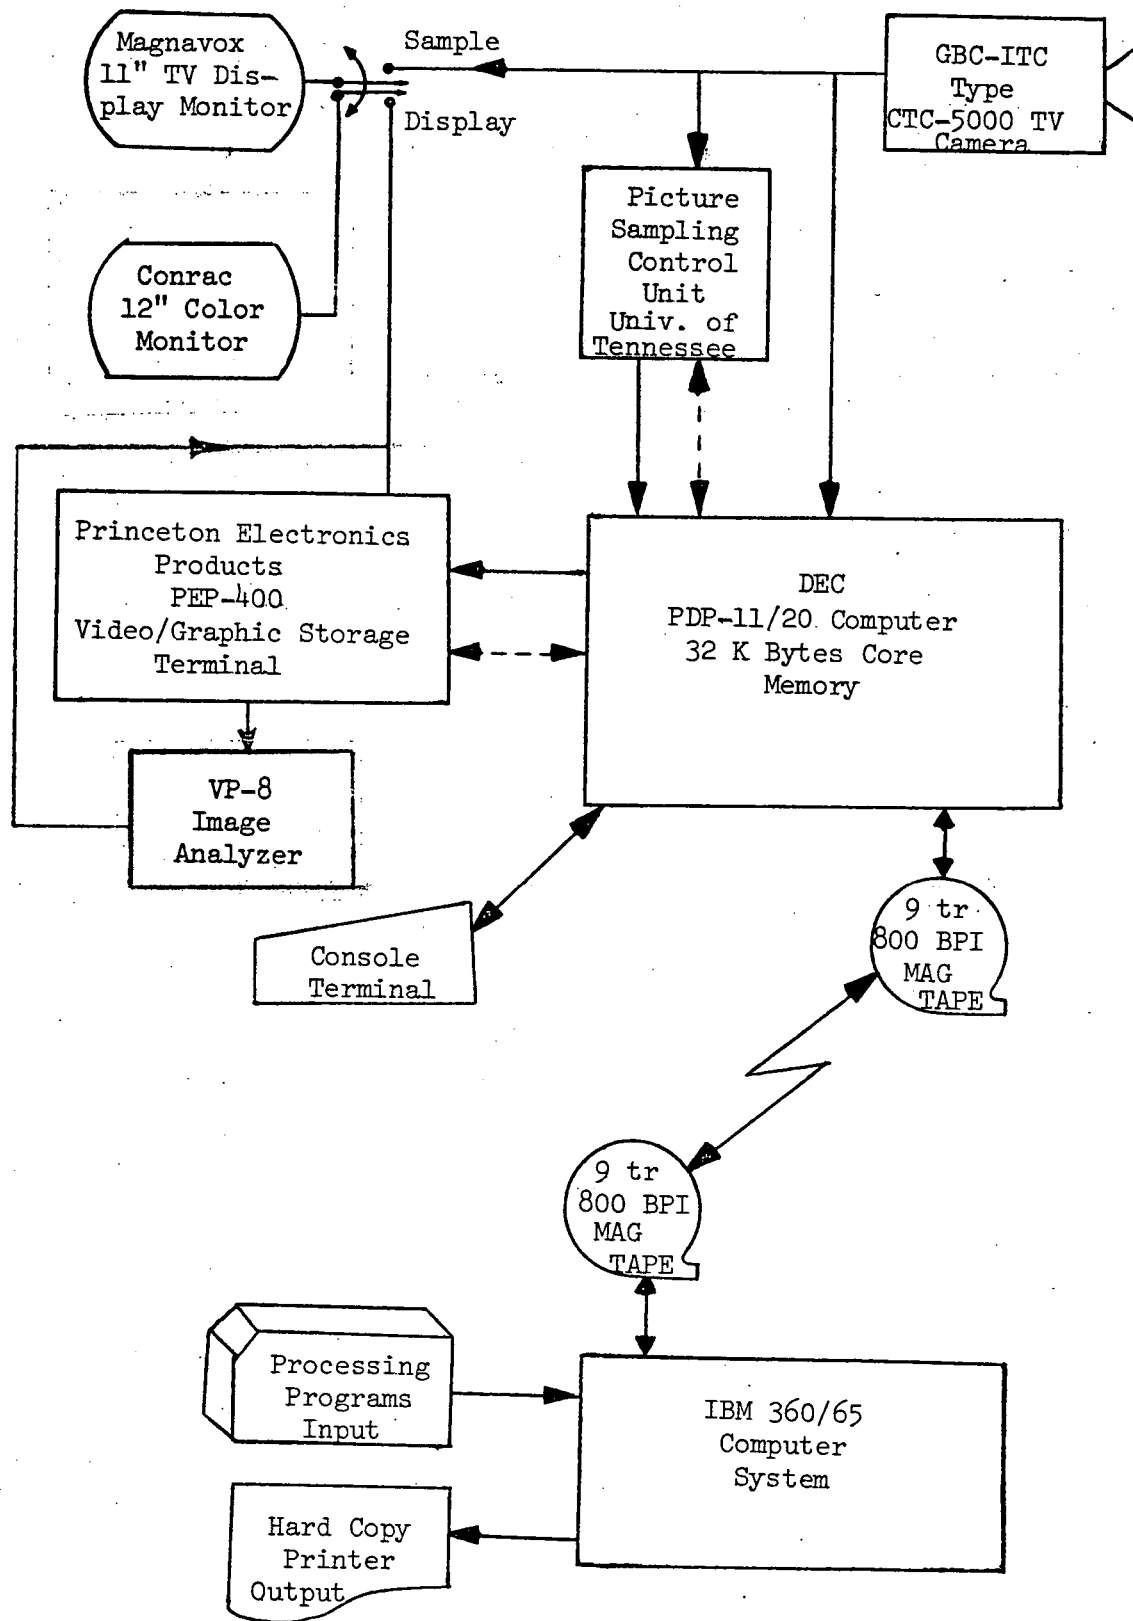 Magnavox
11" TV Dis-
play Monitor
Sample
Display
GBC-ITC
Type
CTC-5000 TV
Camera
Picture
Sampling
Control
Unit
Univ. of
Tennessee
Conrac
12" Color
Monitor
Princeton Electronics
Products
PEP-400
Video/Graphic Storage
Terminal
DEC
PDP-11/20 Computer
32 K Bytes Core
Memory
VP-8
Image
Analyzer
Console
Terminal
9 tr
800 BPI
MAG
TAPE
9 tr
800 BPI
MAG
TAPE
Processing
Programs
Input
IBM 360/65
Computer
System
Hard Copy
Printer
Output